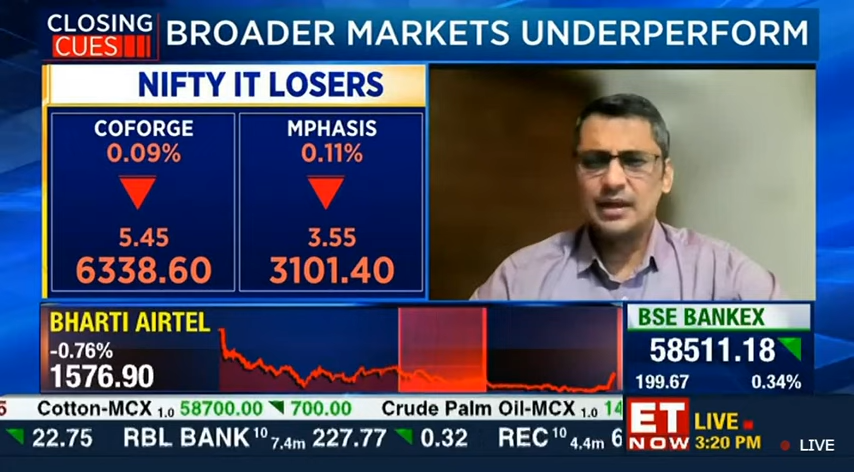 CLOSING
CUES
BROADER MARKETS UNDERPERFORM
NIFTY IT LOSERS
COFORGE
0.09%
5.45
6338.60
MPHASIS
0.11%
3.55
3101.40
BHARTI AIRTEL
-0.76%
1576.90
BSE BANKEX
58511.18
199.67 0.34%
5 Cotton-MCX 1.0 58700.00 700.00 Crude Palm Oil-MCX 1.0 14
22.75 RBL BANK 10 7.4m 227.77 0.32 REC 10 4.4m 6
ET
NOW
LIVE
3:20 PM
LIVE